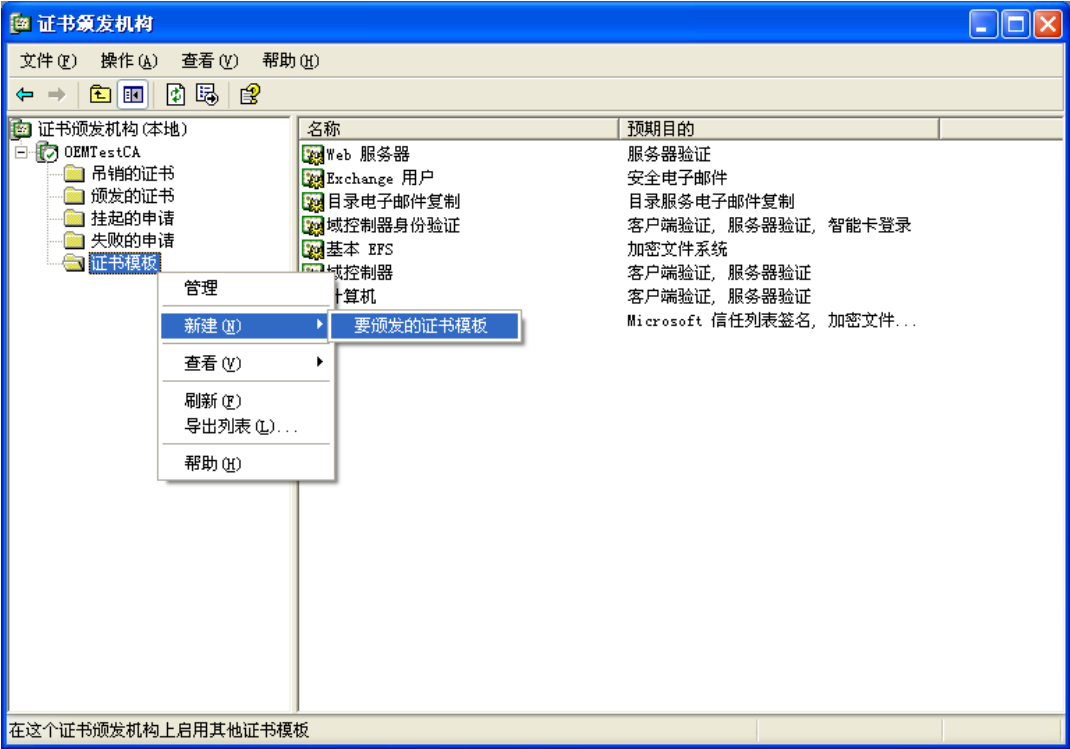 证书颁发机构
文件(F) 操作(A) 查看(V) 帮助(H)
证书颁发机构(本地)
OEMTestCA
吊销的证书
颁发的证书
挂起的申请
失败的申请
证书模板
名称 预期目的
Web 服务器 服务器验证
Exchange 用户 安全电子邮件
目录电子邮件复制 目录服务电子邮件复制
域控制器身份验证 客户端验证, 服务器验证, 智能卡登录
基本 EFS 加密文件系统
域控制器 客户端验证, 服务器验证
计算机 客户端验证, 服务器验证
Microsoft 信任列表签名, 加密文件...
管理
新建(N)
要颁发的证书模板
查看(V)
刷新(F)
导出列表(L)...
帮助(H)
在这个证书颁发机构上启用其他证书模板